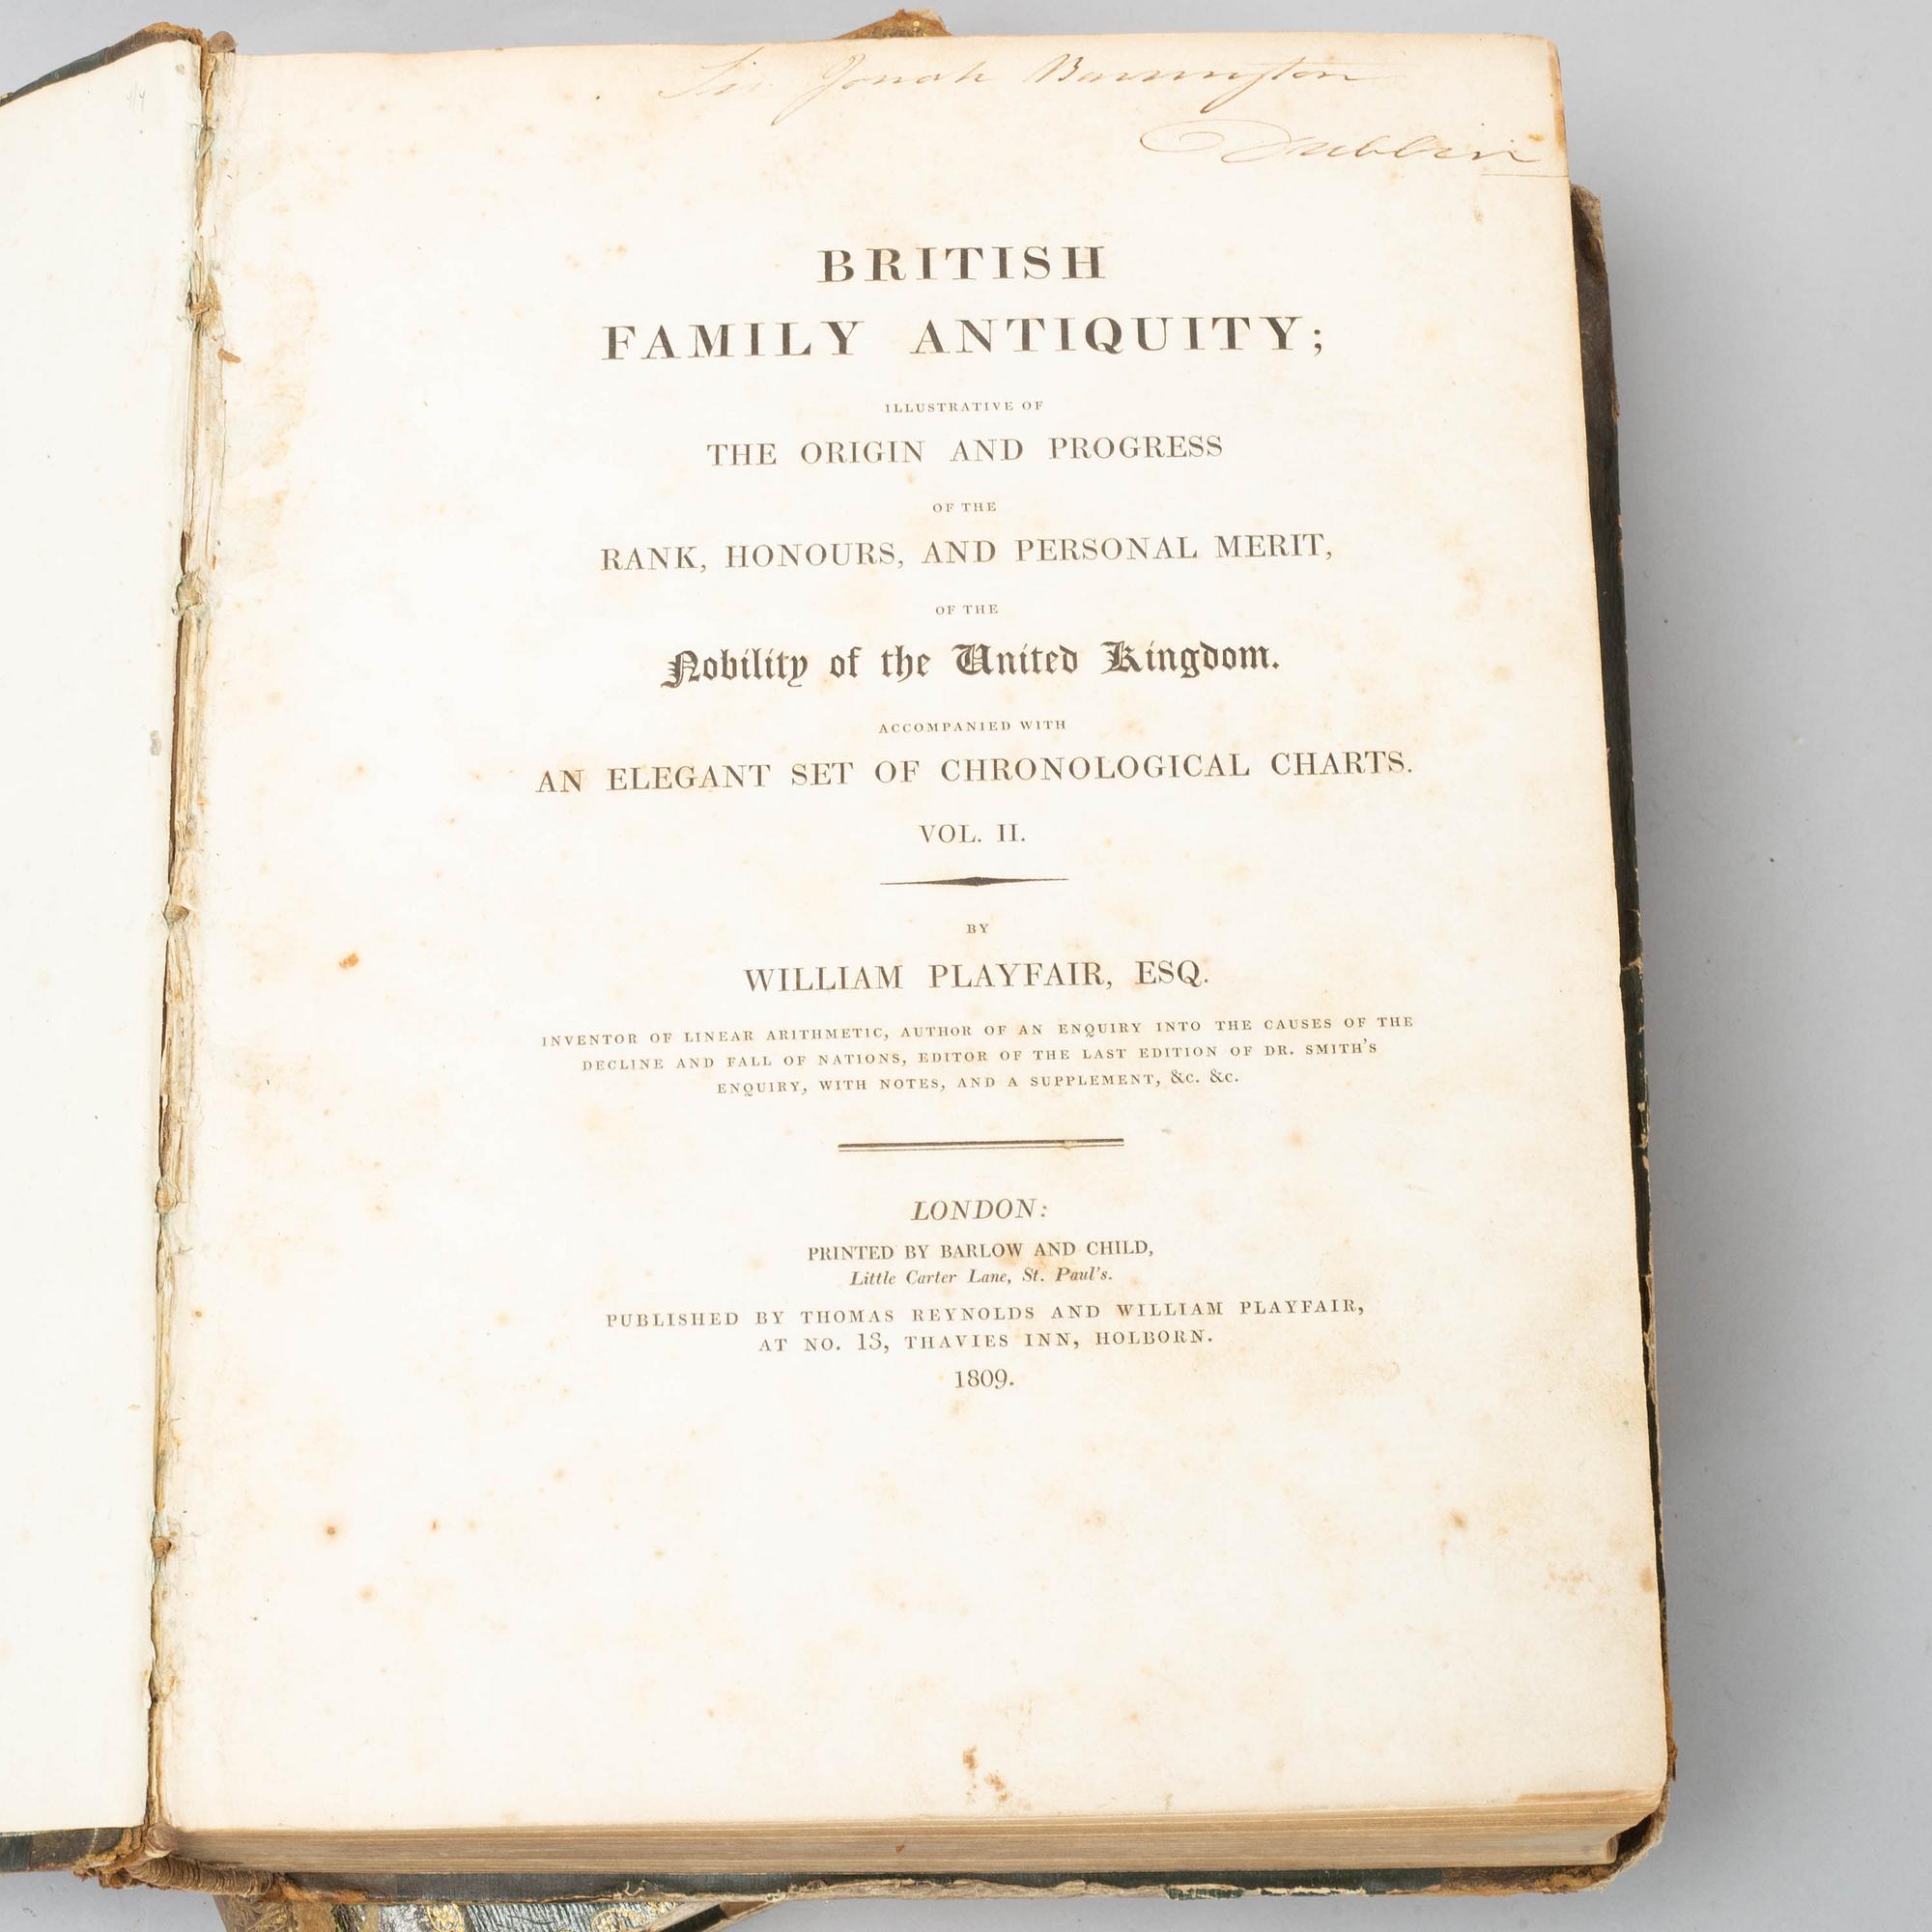 Sir Jonah Barrington
Dublin
BRITISH
FAMILY ANTIQUITY;
ILLUSTRATIVE OF
THE ORIGIN AND PROGRESS
OF THE
RANK, HONOURS, AND PERSONAL MERIT,
OF THE
Nobility of the United Kingdom.
ACCOMPANIED WITH
AN ELEGANT SET OF CHRONOLOGICAL CHARTS.
VOL. II.
BY
WILLIAM PLAYFAIR, ESQ.
INVENTOR OF LINEAR ARITHMETIC, AUTHOR OF AN ENQUIRY INTO THE CAUSES OF THE
DECLINE AND FALL OF NATIONS, EDITOR OF THE LAST EDITION OF DR. SMITH'S
ENQUIRY, WITH NOTES, AND A SUPPLEMENT, &c. &c.
LONDON:
PRINTED BY BARLOW AND CHILD,
Little Carter Lane, St. Paul's.
PUBLISHED BY THOMAS REYNOLDS AND WILLIAM PLAYFAIR,
AT NO. 13, THAVIES INN, HOLBORN.
1809.